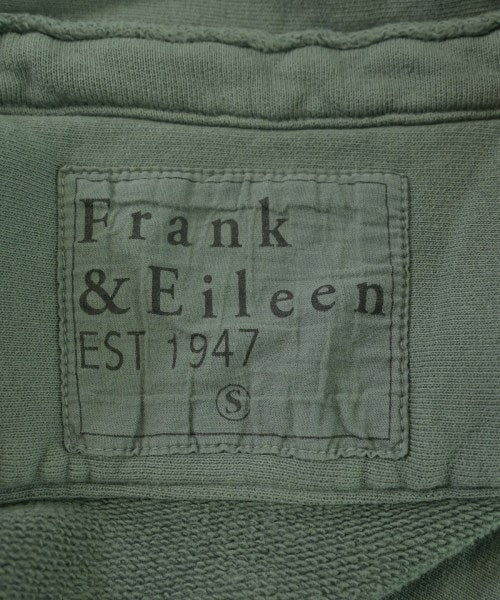 Frank
& Eileen
EST 1947
S